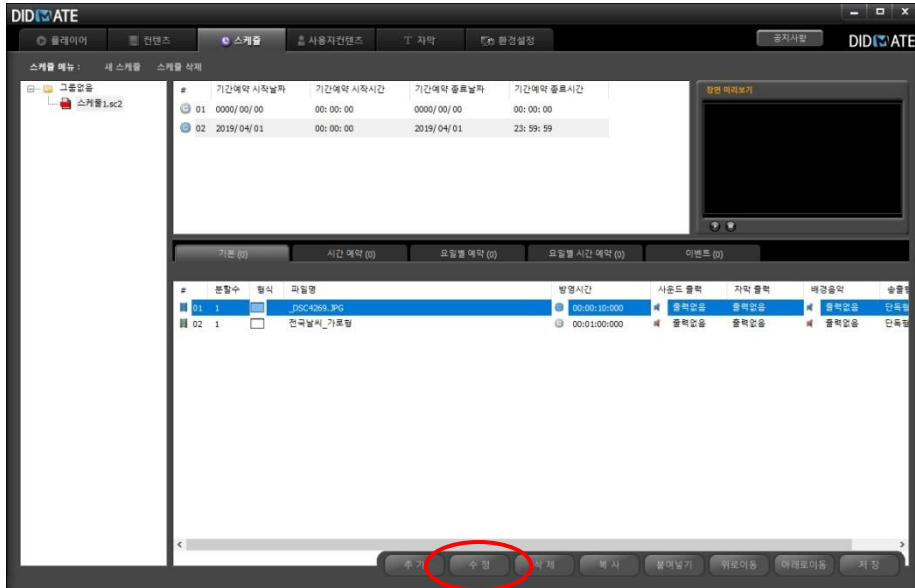 DIDMATE
플레이어 컨텐츠 스케줄 사용자컨텐츠 T 자막 환경설정 공지사항 DIDMATE
스케줄 메뉴 : 새 스케줄 스케줄 삭제
그룹없음
스케줄1.sc2
# 기간예약 시작날짜 기간예약 시작시간 기간예약 종료날짜 기간예약 종료시간
01 0000/00/00 00:00:00 0000/00/00 00:00:00
02 2019/04/01 00:00:00 2019/04/01 23:59:59
장면 미리보기
기본 (0) 시간 예약 (0) 요일별 예약 (0) 요일별 시간 예약 (0) 이벤트 (0)
# 분할수 형식 파일명 방영시간 사운드 출력 자막 출력 배경음악 송출
01 1 _DSC4269.JPG 00:00:10:000 출력없음 출력없음 출력없음 단독
02 1 전국날씨_가로형 00:01:00:000 출력없음 출력없음 출력없음 단독
추가 수정 삭제 복사 붙여넣기 위로이동 아래로이동 저장